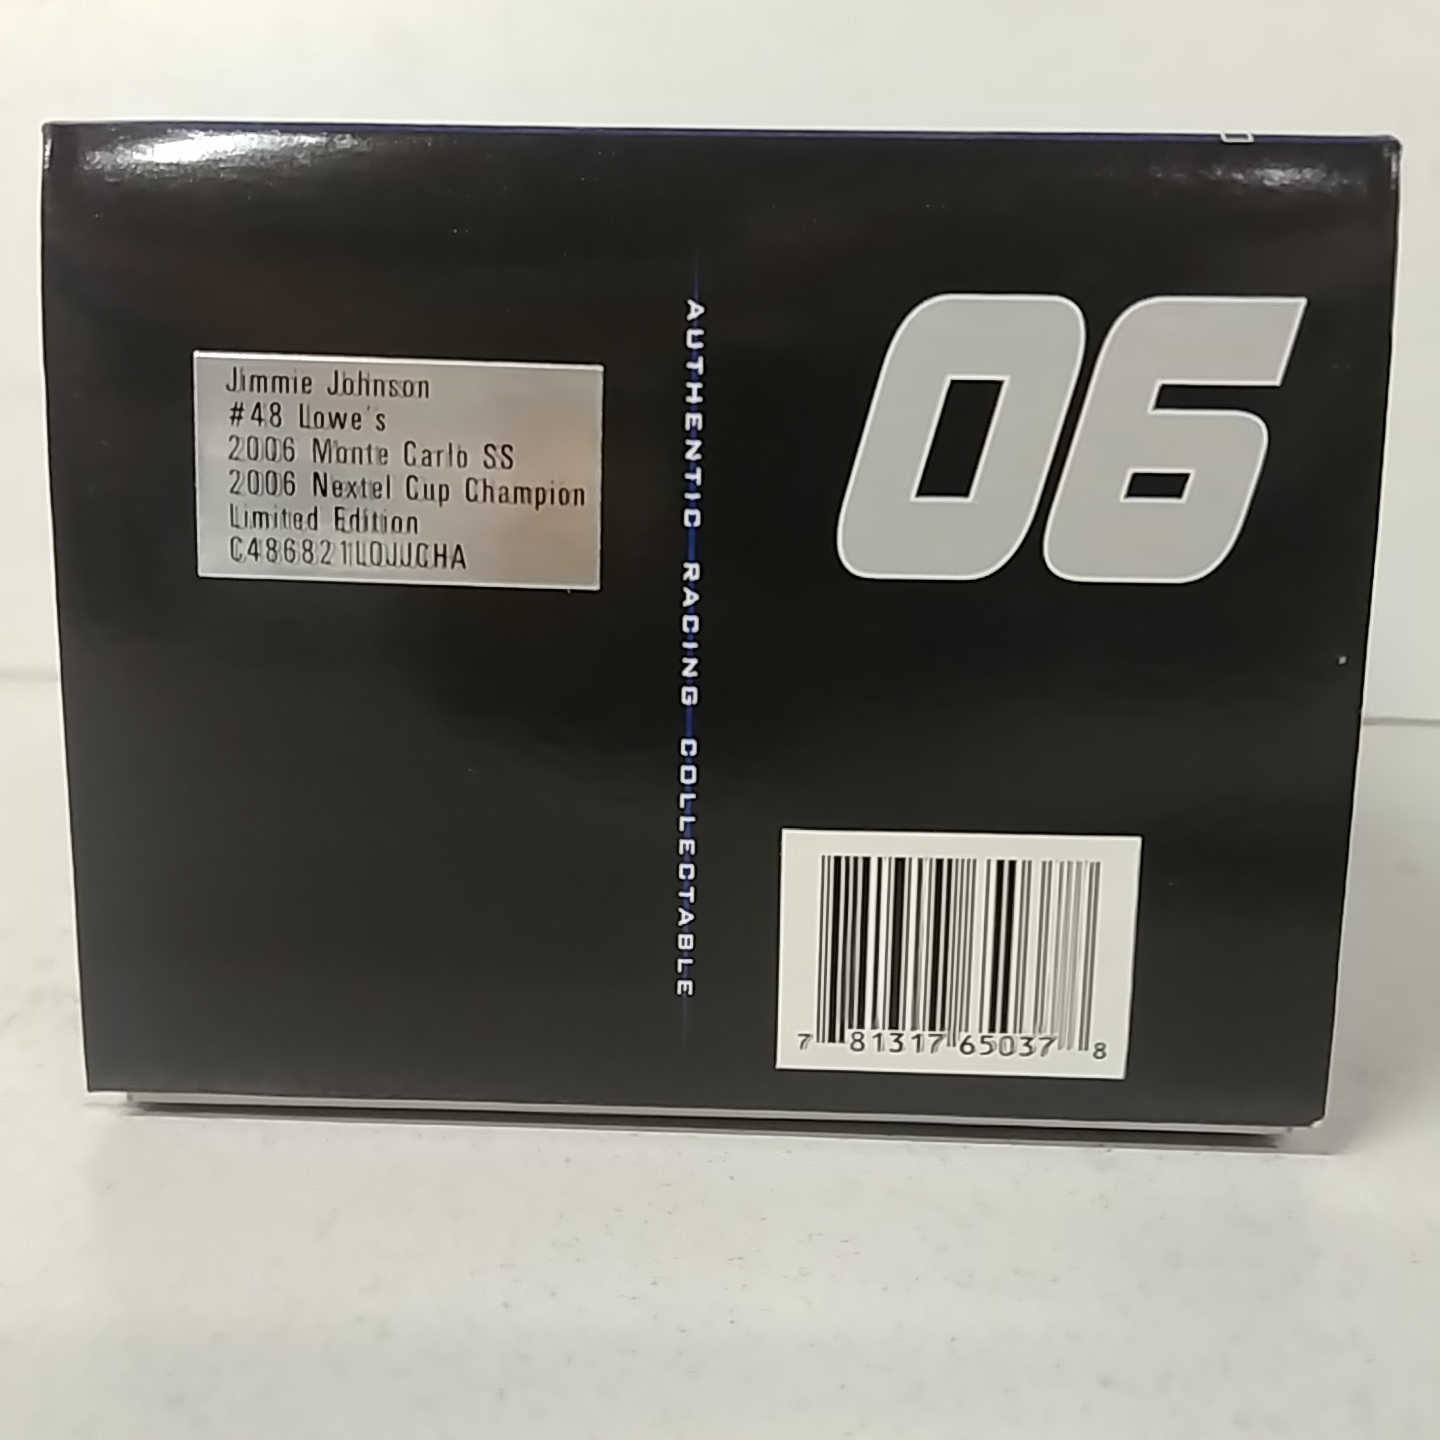 Jimmie Johnson
#48 Lowe's
2006 Monte Carlo SS
2006 Nextel Cup Champion
Limited Edition
C486821LOJJCHA
AUTHENTIC RACING COLLECTABLE
06
7 81317 65037 8